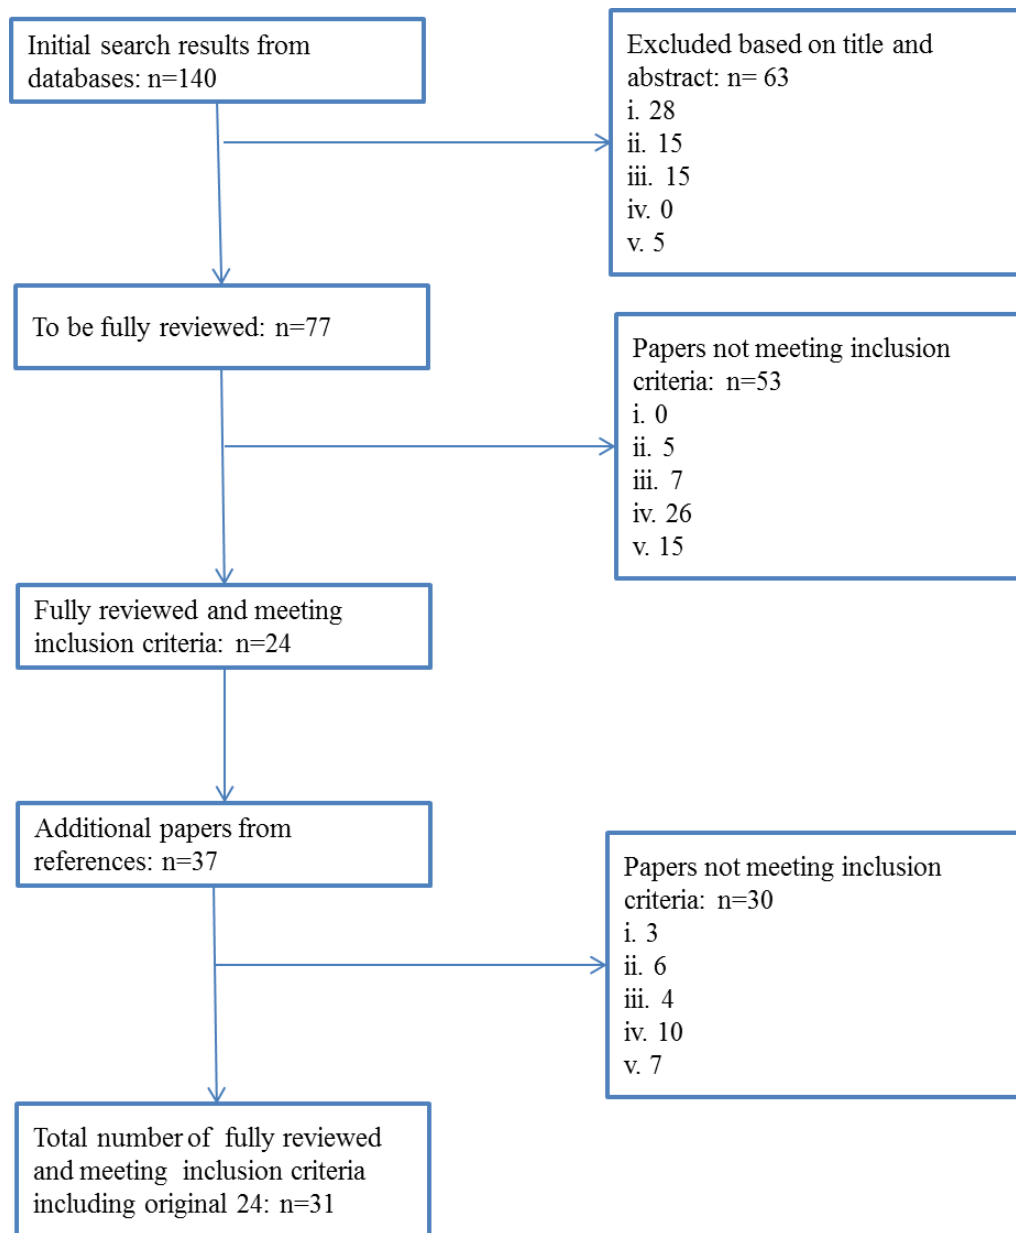 Initial search results from
databases: n=140
Excluded based on title and
abstract: n= 63
i. 28
ii. 15
iii. 15
iv. 0
v. 5
To be fully reviewed: n=77
Papers not meeting inclusion
criteria: n=53
i. 0
ii. 5
iii. 7
iv. 26
v. 15
Fully reviewed and meeting
inclusion criteria: n=24
Additional papers from
references: n=37
Papers not meeting inclusion
criteria: n=30
i. 3
ii. 6
iii. 4
iv. 10
v. 7
Total number of fully reviewed
and meeting inclusion criteria
including original 24: n=31